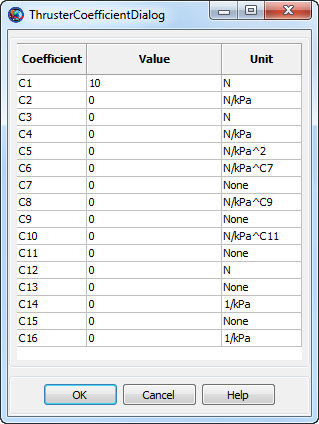 ThrusterCoefficientDialog
Coefficient Value Unit
C1 10 N
C2 0 N/kPa
C3 0 N
C4 0 N/kPa
C5 0 N/kPa^2
C6 0 N/kPa^C7
C7 0 None
C8 0 N/kPa^C9
C9 0 None
C10 0 N/kPa^C11
C11 0 None
C12 0 N
C13 0 None
C14 0 1/kPa
C15 0 None
C16 0 1/kPa
OK Cancel Help